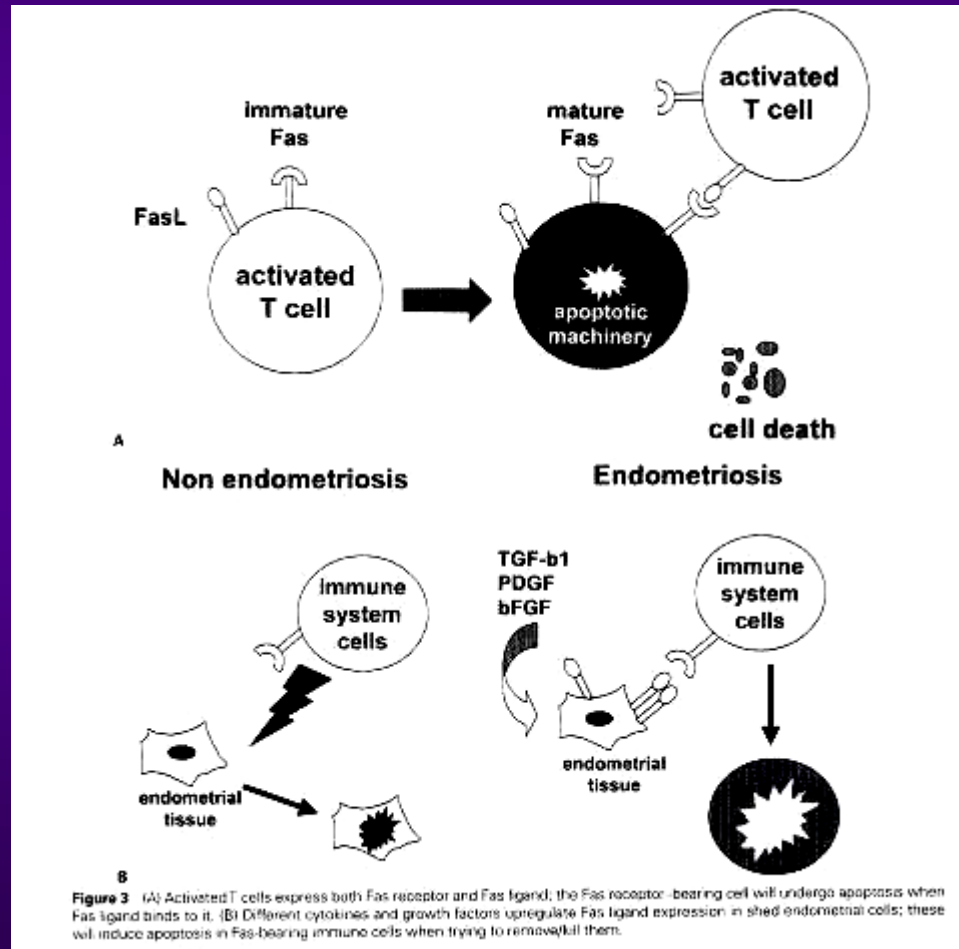 immature
Fas
FasL
activated
T cell
mature
Fas
activated
T cell
apoptotic
machinery
cell death
A
Non endometriosis
Endometriosis
immune
system
cells
endometrial
tissue
TGF-b1
PDGF
bFGF
immune
system
cells
endometrial
tissue
B
Figure 3 (A) Activated T cells express both Fas receptor and Fas ligand; the Fas receptor-bearing cell will undergo apoptosis when
Fas ligand binds to it. (B) Different cytokines and growth factors upregulate Fas ligand expression in shed endometrial cells; these
will induce apoptosis in Fas-bearing immune cells when trying to remove/kill them.